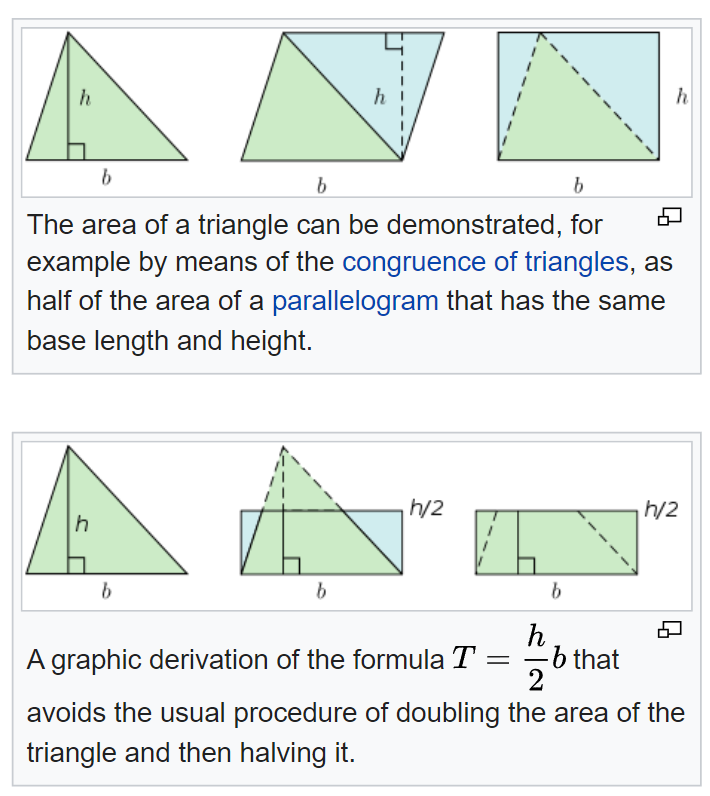 h h h
b b b
The area of a triangle can be demonstrated, for
example by means of the congruence of triangles, as
half of the area of a parallelogram that has the same
base length and height.
h h/2 h/2
b b b
A graphic derivation of the formula T = h/2 b that
avoids the usual procedure of doubling the area of the
triangle and then halving it.